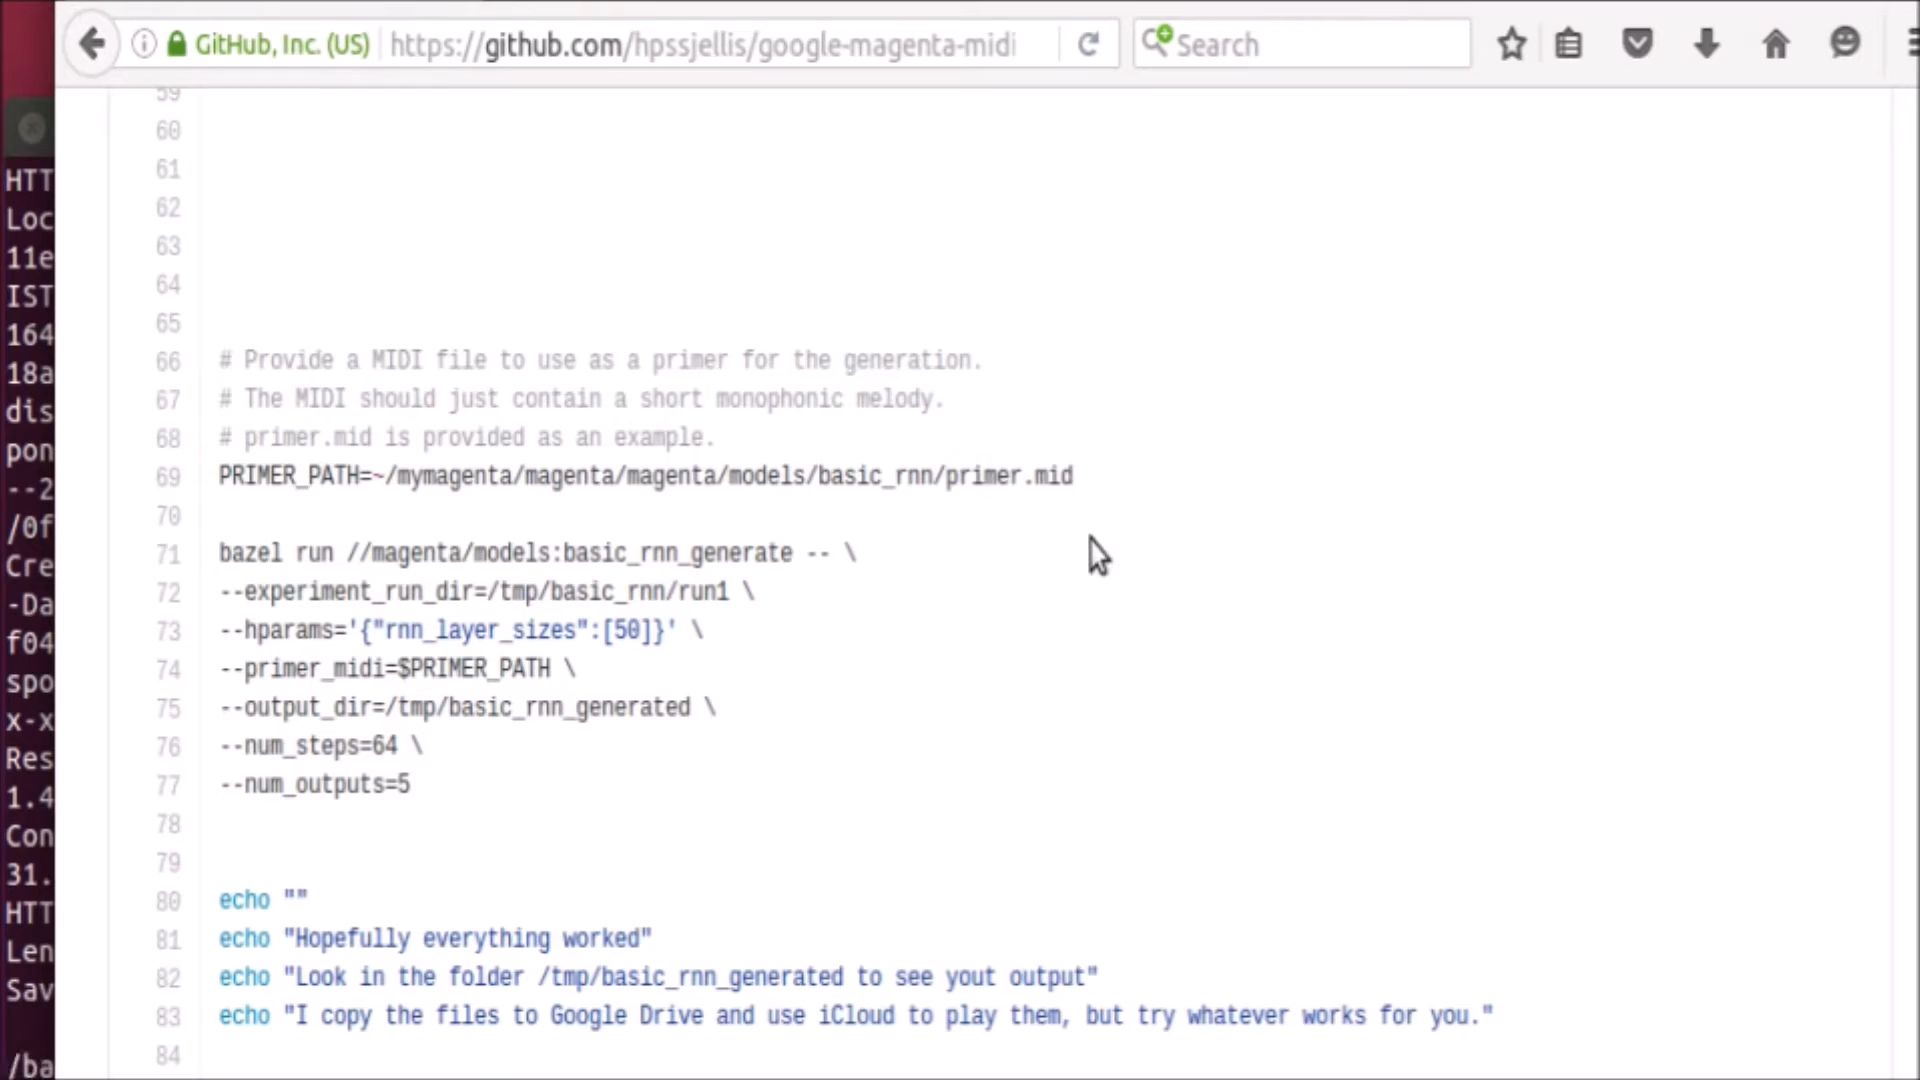 GitHub, Inc. (US) https://github.com/hpssjellis/google-magenta-midi Search
59
60
61
62
63
64
65
66 # Provide a MIDI file to use as a primer for the generation.
67 # The MIDI should just contain a short monophonic melody.
68 # primer.mid is provided as an example.
69 PRIMER_PATH=~/mymagenta/magenta/magenta/models/basic_rnn/primer.mid
70
71 bazel run //magenta/models:basic_rnn_generate -- \
72 --experiment_run_dir=/tmp/basic_rnn/run1 \
73 --hparams='{"rnn_layer_sizes":[50]}' \
74 --primer_midi=$PRIMER_PATH \
75 --output_dir=/tmp/basic_rnn_generated \
76 --num_steps=64 \
77 --num_outputs=5
78
79
80 echo ""
81 echo "Hopefully everything worked"
82 echo "Look in the folder /tmp/basic_rnn_generated to see yout output"
83 echo "I copy the files to Google Drive and use iCloud to play them, but try whatever works for you."
84
HTT
Loc
11e
IST
164
18a
dis
pon
--2
/0f
Cre
-Da
f04
spo
x-x
Res
1.4
Con
31.
HTT
Len
Sav
/ba